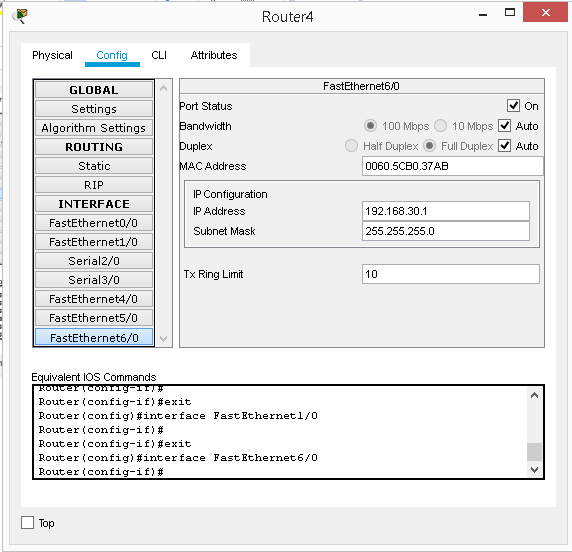 Router4
Physical Config CLI Attributes
GLOBAL
Settings
Algorithm Settings
ROUTING
Static
RIP
INTERFACE
FastEthernet0/0
FastEthernet1/0
Serial2/0
Serial3/0
FastEthernet4/0
FastEthernet5/0
FastEthernet6/0
FastEthernet6/0
Port Status On
Bandwidth 100 Mbps 10 Mbps Auto
Duplex Half Duplex Full Duplex Auto
MAC Address 0060.5CB0.37AB
IP Configuration
IP Address 192.168.30.1
Subnet Mask 255.255.255.0
Tx Ring Limit 10
Equivalent IOS Commands
Router(config-if)#
Router(config-if)#exit
Router(config)#interface FastEthernet1/0
Router(config-if)#
Router(config-if)#exit
Router(config)#interface FastEthernet6/0
Router(config-if)#
Top